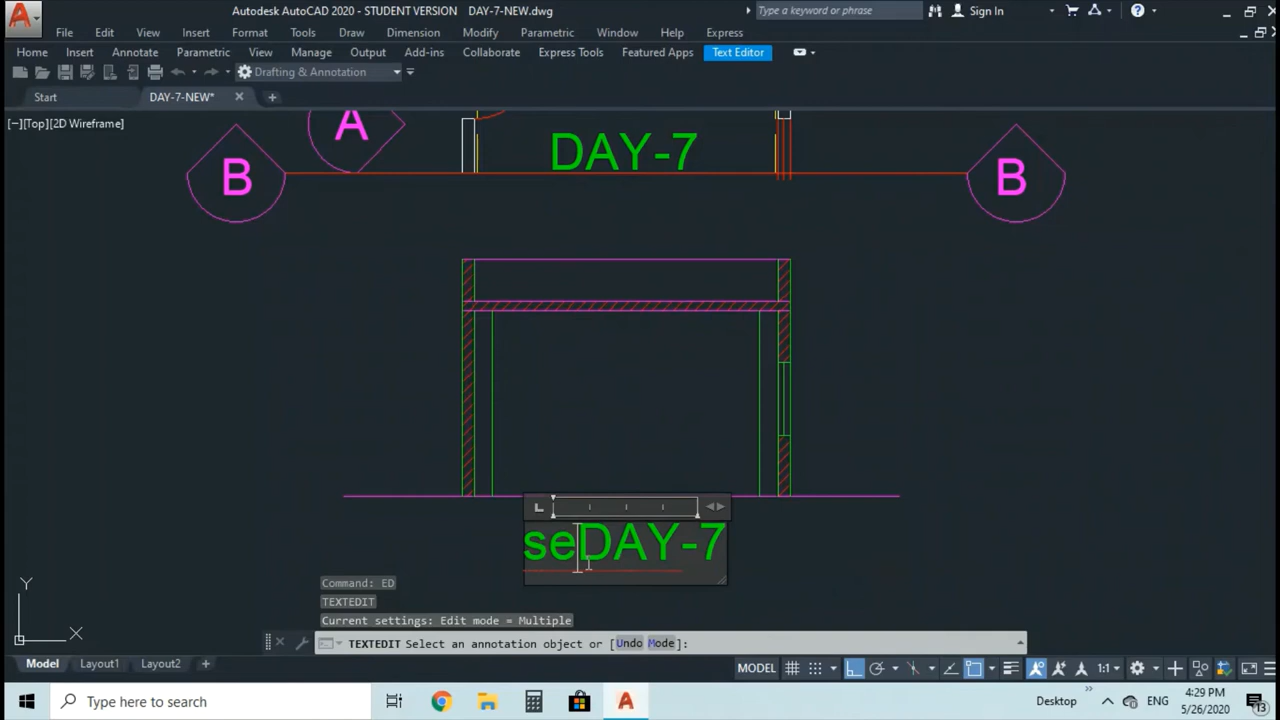 Autodesk AutoCAD 2020 - STUDENT VERSION DAY-7-NEW.dwg
Type a keyword or phrase
Sign In
File Edit View Insert Format Tools Draw Dimension Modify Parametric Window Help Express
Home Insert Annotate Parametric View Manage Output Add-ins Collaborate Express Tools Featured Apps Text Editor
Drafting & Annotation
Start DAY-7-NEW*
[−][Top][2D Wireframe]
A
DAY-7
B B
seDAY-7
Y
X
Command: ED
TEXTEDIT
Current settings: Edit mode = Multiple
TEXTEDIT Select an annotation object or [Undo Mode]:
Model Layout1 Layout2 +
MODEL 1:1
Type here to search
Desktop ENG
4:29 PM
5/26/2020
13